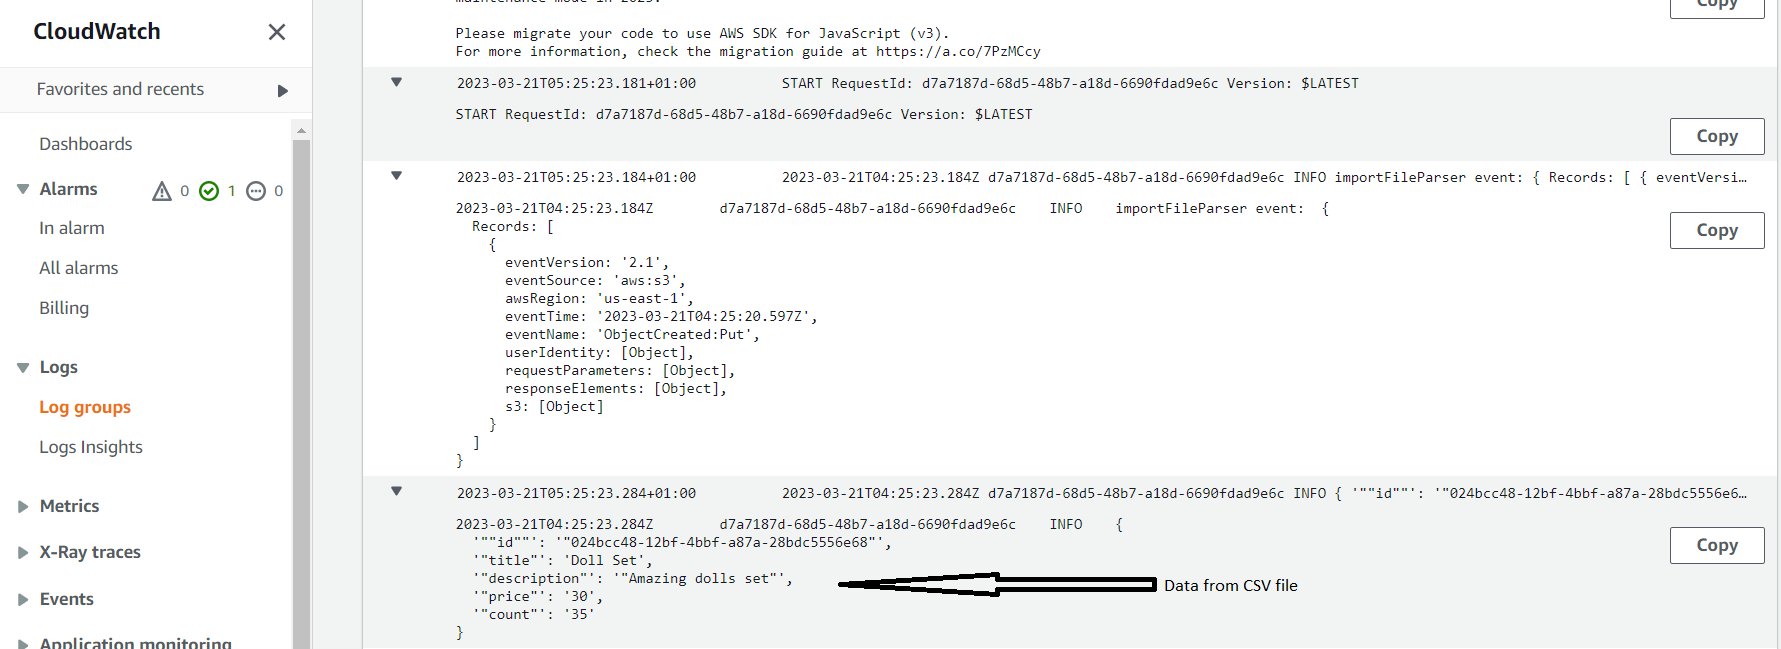 CloudWatch
Favorites and recents
Dashboards
Alarms 0 1 0
In alarm
All alarms
Billing
Logs
Log groups
Logs Insights
Metrics
X-Ray traces
Events
Application monitoring
maintenance mode in 2023.
Copy
Please migrate your code to use AWS SDK for JavaScript (v3).
For more information, check the migration guide at https://a.co/7PzMCcy
2023-03-21T05:25:23.181+01:00 START RequestId: d7a7187d-68d5-48b7-a18d-6690fdad9e6c Version: $LATEST
START RequestId: d7a7187d-68d5-48b7-a18d-6690fdad9e6c Version: $LATEST
Copy
2023-03-21T05:25:23.184+01:00 2023-03-21T04:25:23.184Z d7a7187d-68d5-48b7-a18d-6690fdad9e6c INFO importFileParser event: { Records: [ { eventVersi…
2023-03-21T04:25:23.184Z d7a7187d-68d5-48b7-a18d-6690fdad9e6c INFO importFileParser event: {
Copy
Records: [
{
eventVersion: '2.1',
eventSource: 'aws:s3',
awsRegion: 'us-east-1',
eventTime: '2023-03-21T04:25:20.597Z',
eventName: 'ObjectCreated:Put',
userIdentity: [Object],
requestParameters: [Object],
responseElements: [Object],
s3: [Object]
}
]
}
2023-03-21T05:25:23.284+01:00 2023-03-21T04:25:23.284Z d7a7187d-68d5-48b7-a18d-6690fdad9e6c INFO { '""id""': '"024bcc48-12bf-4bbf-a87a-28bdc5556e6…
2023-03-21T04:25:23.284Z d7a7187d-68d5-48b7-a18d-6690fdad9e6c INFO {
Copy
'""id""': '"024bcc48-12bf-4bbf-a87a-28bdc5556e68"',
'"title"': 'Doll Set',
'"description"': '"Amazing dolls set"',
Data from CSV file
'"price"': '30',
'"count"': '35'
}